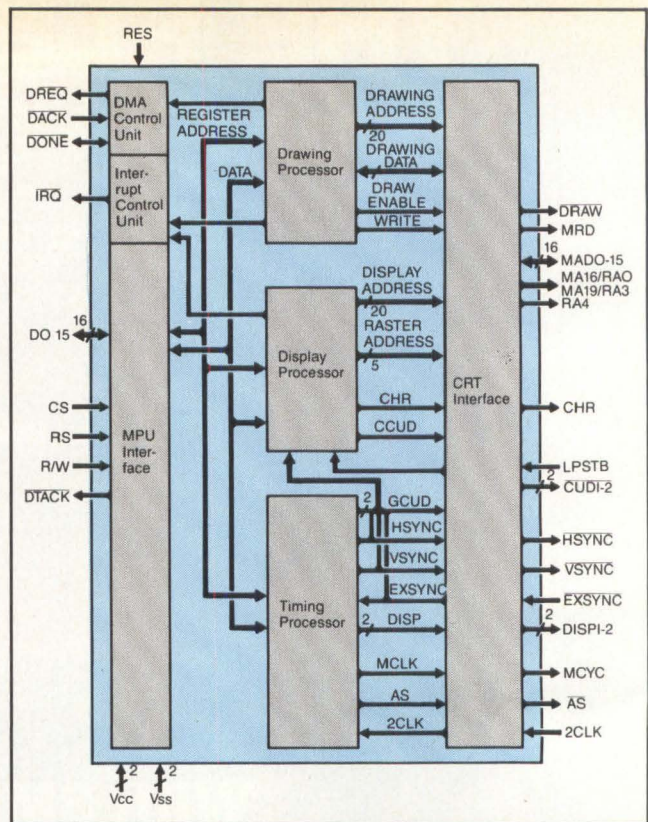 RES
DREQ
DACK
DONE
IRQ
16
DO 15
CS
RS
R/W
DTACK
2
Vcc
2
Vss
DMA
Control
Unit
Inter-
rupt
Control
Unit
MPU
Inter-
face
REGISTER
ADDRESS
DATA
Drawing
Processor
Display
Processor
Timing
Processor
DRAWING
ADDRESS
20
DRAWING
DATA
DRAW
ENABLE
WRITE
DISPLAY
ADDRESS
20
RASTER
ADDRESS
5
CHR
CCUD
2
GCUD
HSYNC
VSYNC
EXSYNC
2
DISP
MCLK
AS
2CLK
CRT
Interface
DRAW
MRD
16
MADO-15
MA16/RAO
MA19/RA3
RA4
CHR
LPSTB
2
CUDI-2
HSYNC
VSYNC
EXSYNC
2
DISPI-2
MCYC
AS
2CLK